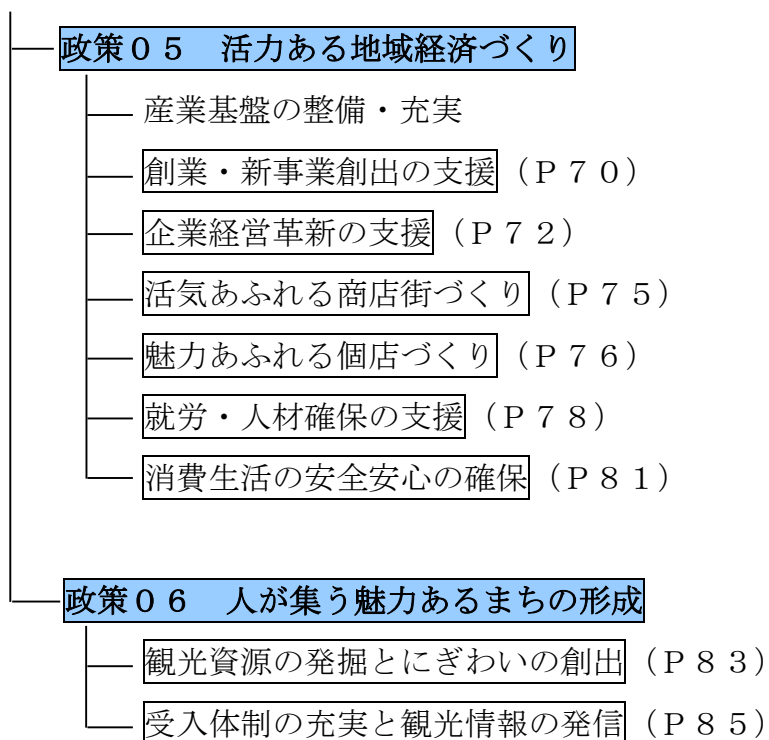 政策０５　活力ある地域経済づくり
産業基盤の整備・充実
創業・新事業創出の支援（Ｐ７０）
企業経営革新の支援（Ｐ７２）
活気あふれる商店街づくり（Ｐ７５）
魅力あふれる個店づくり（Ｐ７６）
就労・人材確保の支援（Ｐ７８）
消費生活の安全安心の確保（Ｐ８１）
政策０６　人が集う魅力あるまちの形成
観光資源の発掘とにぎわいの創出（Ｐ８３）
受入体制の充実と観光情報の発信（Ｐ８５）